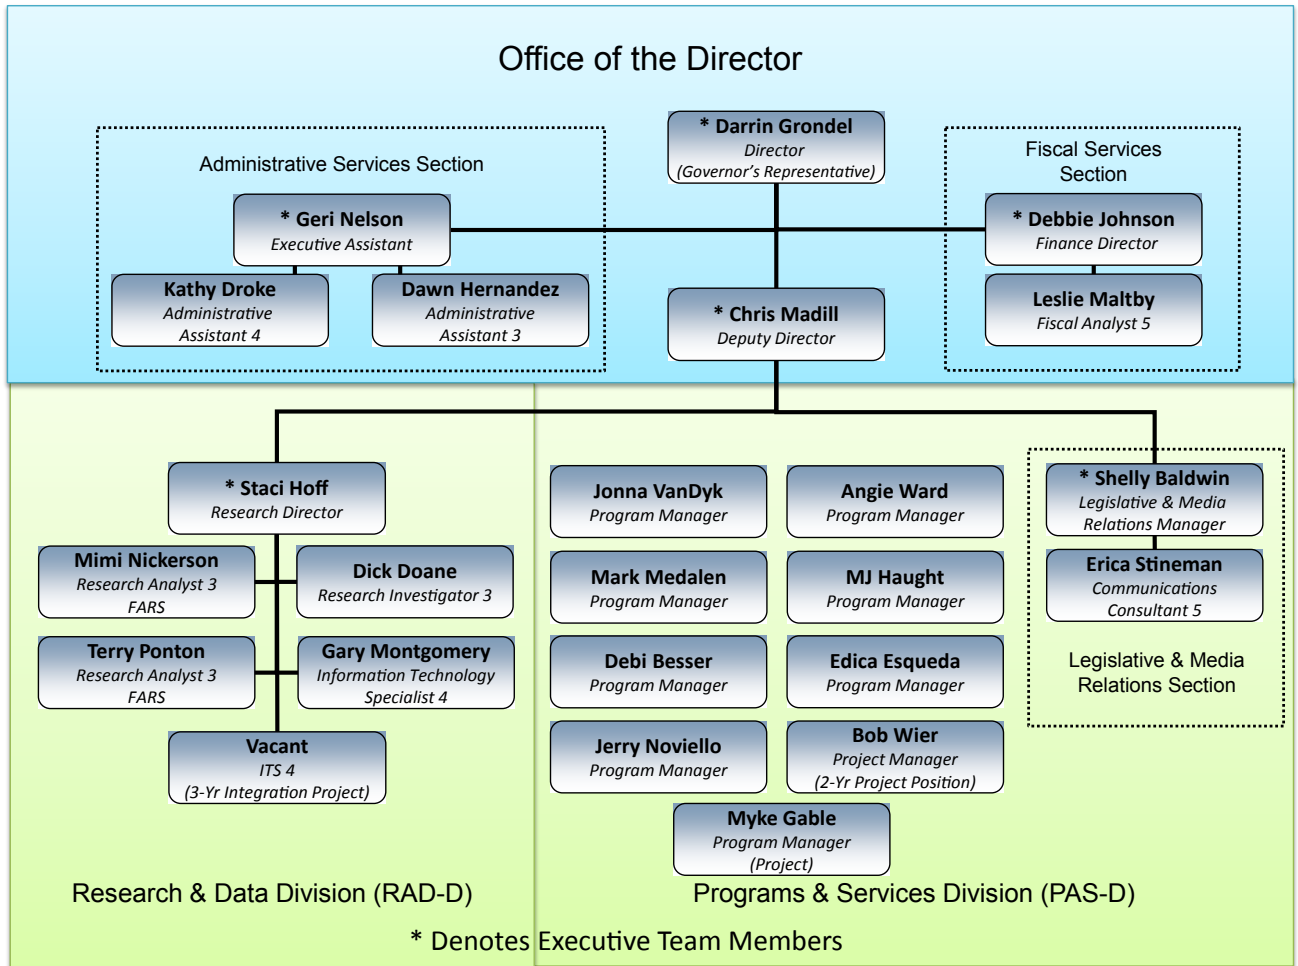 Office of the Director
* Darrin Grondel
Director
(Governor's Representative)
Administrative Services Section
* Geri Nelson
Executive Assistant
Kathy Droke
Administrative
Assistant 4
Dawn Hernandez
Administrative
Assistant 3
* Chris Madill
Deputy Director
Fiscal Services
Section
* Debbie Johnson
Finance Director
Leslie Maltby
Fiscal Analyst 5
* Staci Hoff
Research Director
Mimi Nickerson
Research Analyst 3
FARS
Dick Doane
Research Investigator 3
Terry Ponton
Research Analyst 3
FARS
Gary Montgomery
Information Technology
Specialist 4
Vacant
ITS 4
(3-Yr Integration Project)
Research & Data Division (RAD-D)
Jonna VanDyk
Program Manager
Angie Ward
Program Manager
Mark Medalen
Program Manager
MJ Haught
Program Manager
Debi Besser
Program Manager
Edica Esqueda
Program Manager
Jerry Noviello
Program Manager
Bob Wier
Project Manager
(2-Yr Project Position)
Myke Gable
Program Manager
(Project)
* Shelly Baldwin
Legislative & Media
Relations Manager
Erica Stineman
Communications
Consultant 5
Legislative & Media
Relations Section
Programs & Services Division (PAS-D)
* Denotes Executive Team Members